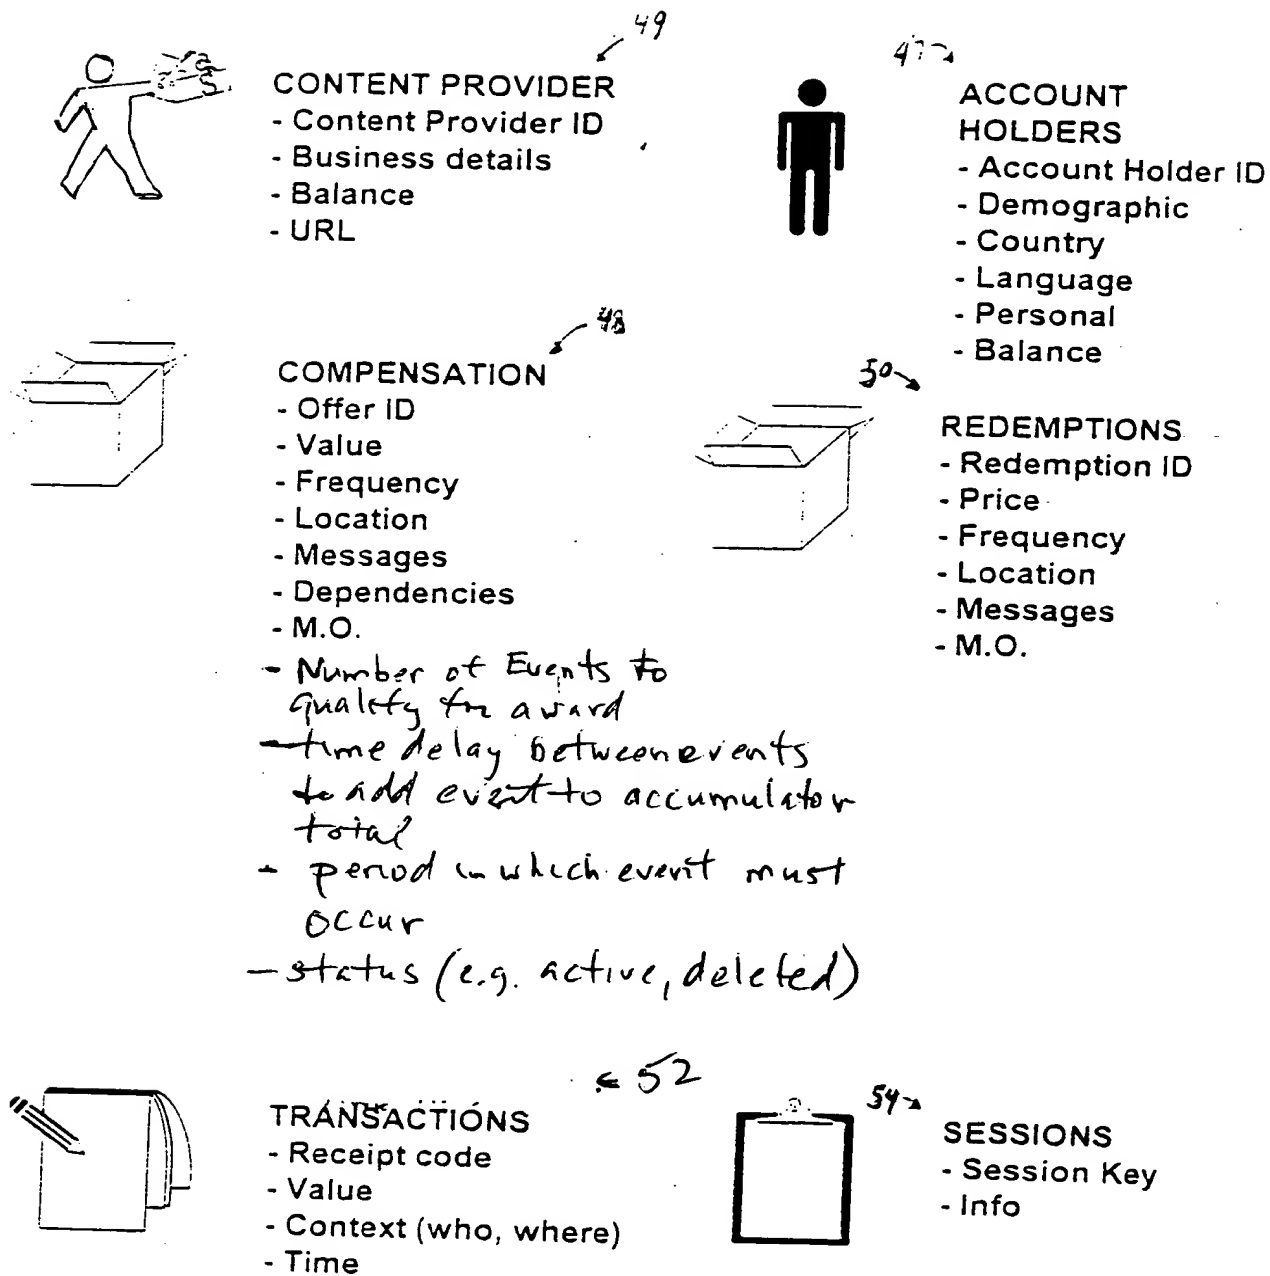 49
CONTENT PROVIDER
- Content Provider ID
- Business details
- Balance
- URL
47
ACCOUNT
HOLDERS
- Account Holder ID
- Demographic
- Country
- Language
- Personal
- Balance
48
COMPENSATION
- Offer ID
- Value
- Frequency
- Location
- Messages
- Dependencies
- M.O.
- Number of Events to
qualify for award
- time delay between events
to add event to accumulator
total
- period in which event must
occur
- status (e.g. active, deleted)
50
REDEMPTIONS
- Redemption ID
- Price
- Frequency
- Location
- Messages
- M.O.
52
TRANSACTIONS
- Receipt code
- Value
- Context (who, where)
- Time
54
SESSIONS
- Session Key
- Info